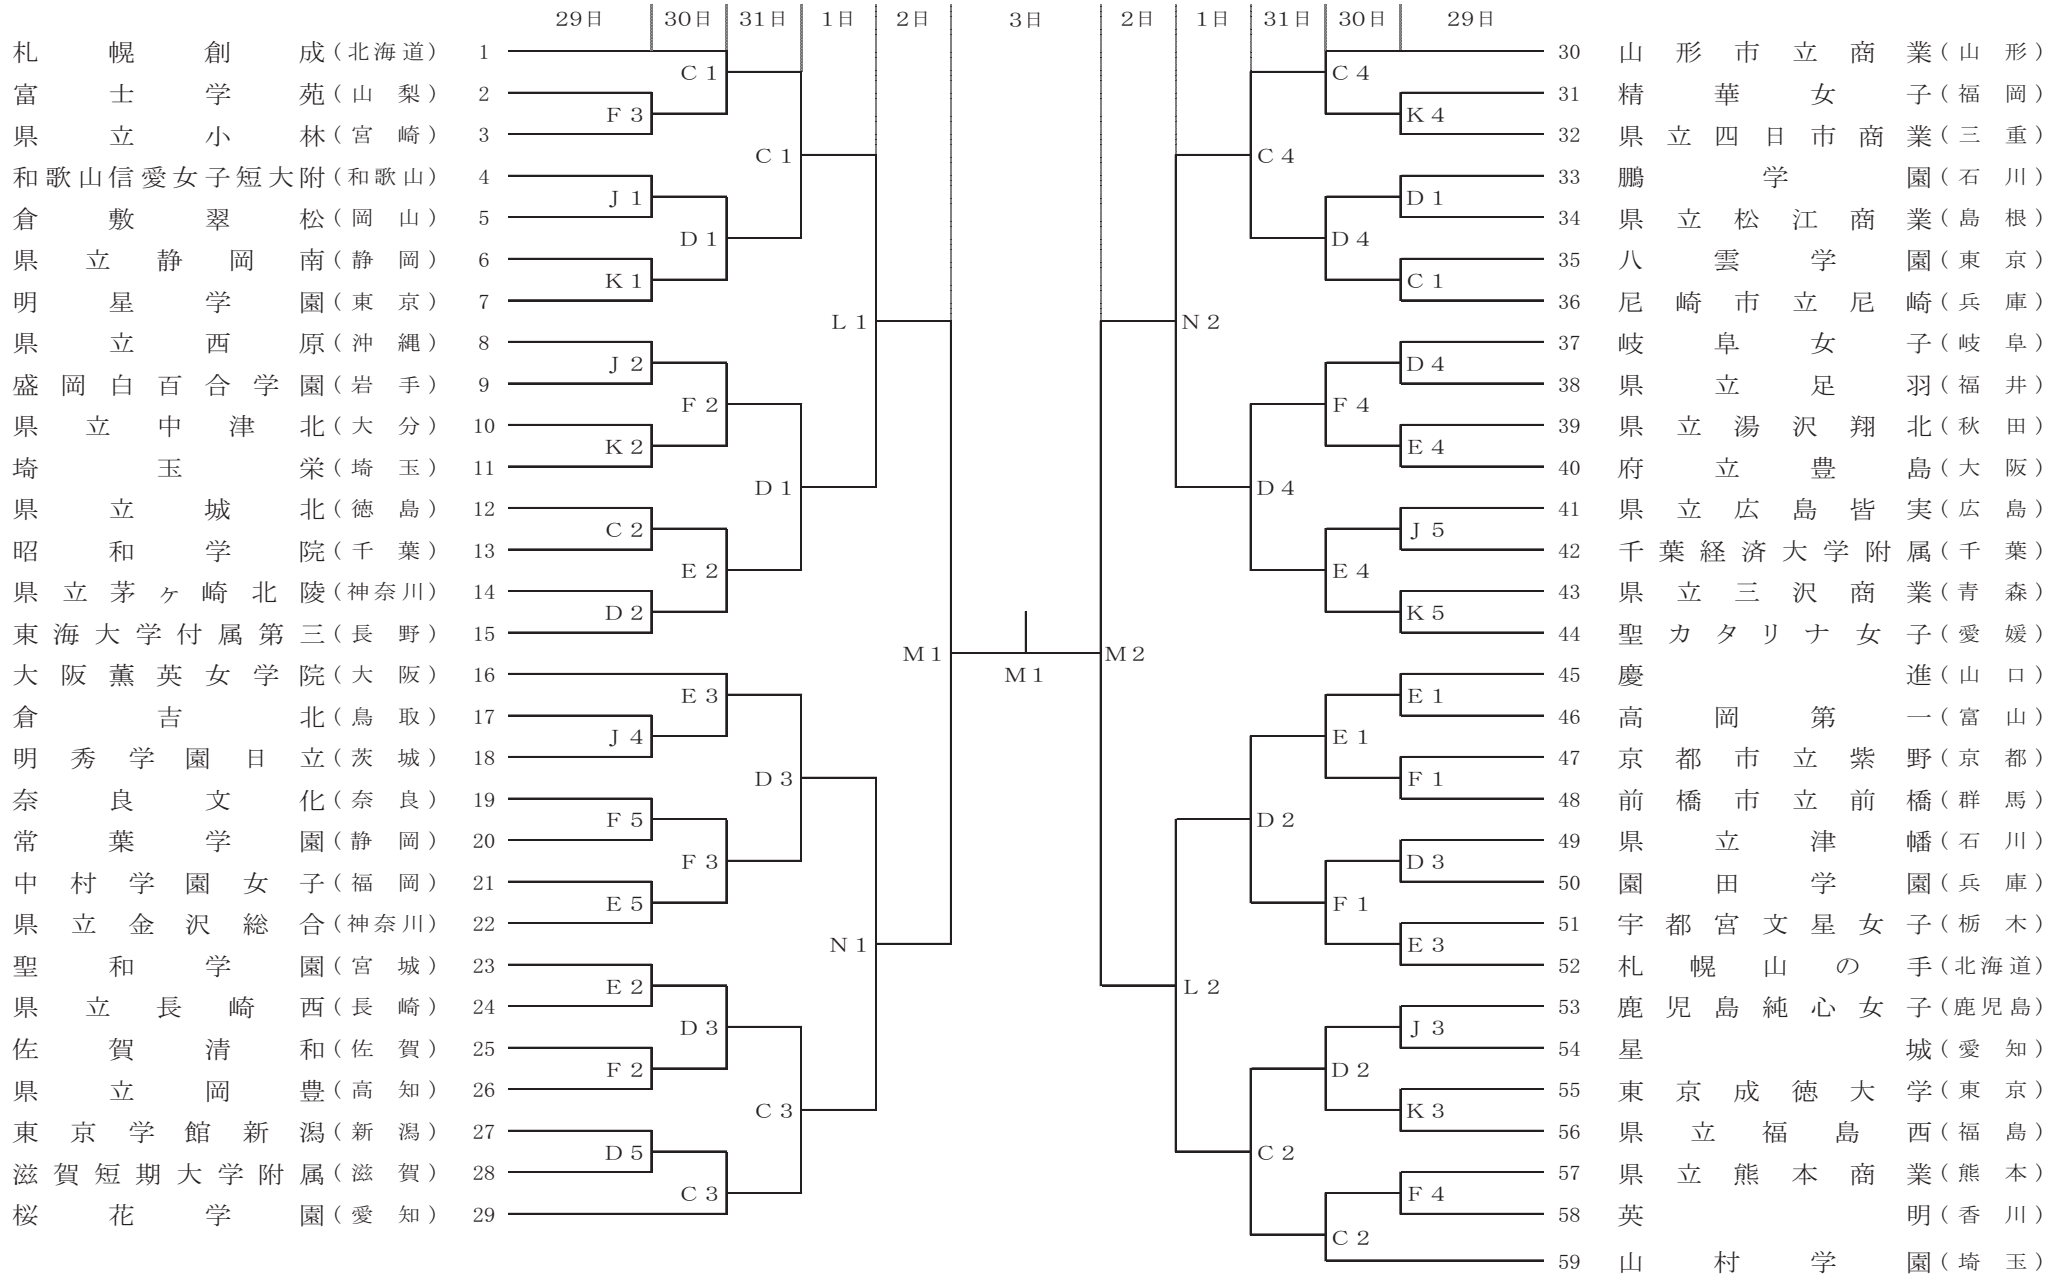 29日 30日 31日 1日 2日 3日 2日 1日 31日 30日 29日
札幌創成(北海道) 1
富士学苑(山梨) 2
県立小林(宮崎) 3
和歌山信愛女子短大附(和歌山) 4
倉敷翠松(岡山) 5
県立静岡南(静岡) 6
明星学園(東京) 7
県立西原(沖縄) 8
盛岡白百合学園(岩手) 9
県立中津北(大分) 10
埼玉栄(埼玉) 11
県立城北(徳島) 12
昭和学院(千葉) 13
県立茅ヶ崎北陵(神奈川) 14
東海大学付属第三(長野) 15
大阪薫英女学院(大阪) 16
倉吉北(鳥取) 17
明秀学園日立(茨城) 18
奈良文化(奈良) 19
常葉学園(静岡) 20
中村学園女子(福岡) 21
県立金沢総合(神奈川) 22
聖和学園(宮城) 23
県立長崎西(長崎) 24
佐賀清和(佐賀) 25
県立岡豊(高知) 26
東京学館新潟(新潟) 27
滋賀短期大学附属(滋賀) 28
桜花学園(愛知) 29
F3
J1
K1
J2
K2
C2
D2
J4
F5
E5
E2
F2
D5
C1
D1
F2
E2
E3
F3
D3
C3
C1
D1
D3
C3
L1
N1
M1
M1
M2
N2
L2
C4
D4
D2
C2
C4
D4
F4
E4
E1
F1
D2
C2
K4
D1
C1
D4
E4
J5
K5
E1
F1
D3
E3
J3
K3
F4
30 山形市立商業(山形)
31 精華女子(福岡)
32 県立四日市商業(三重)
33 鵬学園(石川)
34 県立松江商業(島根)
35 八雲学園(東京)
36 尼崎市立尼崎(兵庫)
37 岐阜女子(岐阜)
38 県立足羽(福井)
39 県立湯沢翔北(秋田)
40 府立豊島(大阪)
41 県立広島皆実(広島)
42 千葉経済大学附属(千葉)
43 県立三沢商業(青森)
44 聖カタリナ女子(愛媛)
45 慶進(山口)
46 高岡第一(富山)
47 京都市立紫野(京都)
48 前橋市立前橋(群馬)
49 県立津幡(石川)
50 園田学園(兵庫)
51 宇都宮文星女子(栃木)
52 札幌山の手(北海道)
53 鹿児島純心女子(鹿児島)
54 星城(愛知)
55 東京成徳大学(東京)
56 県立福島西(福島)
57 県立熊本商業(熊本)
58 英明(香川)
59 山村学園(埼玉)